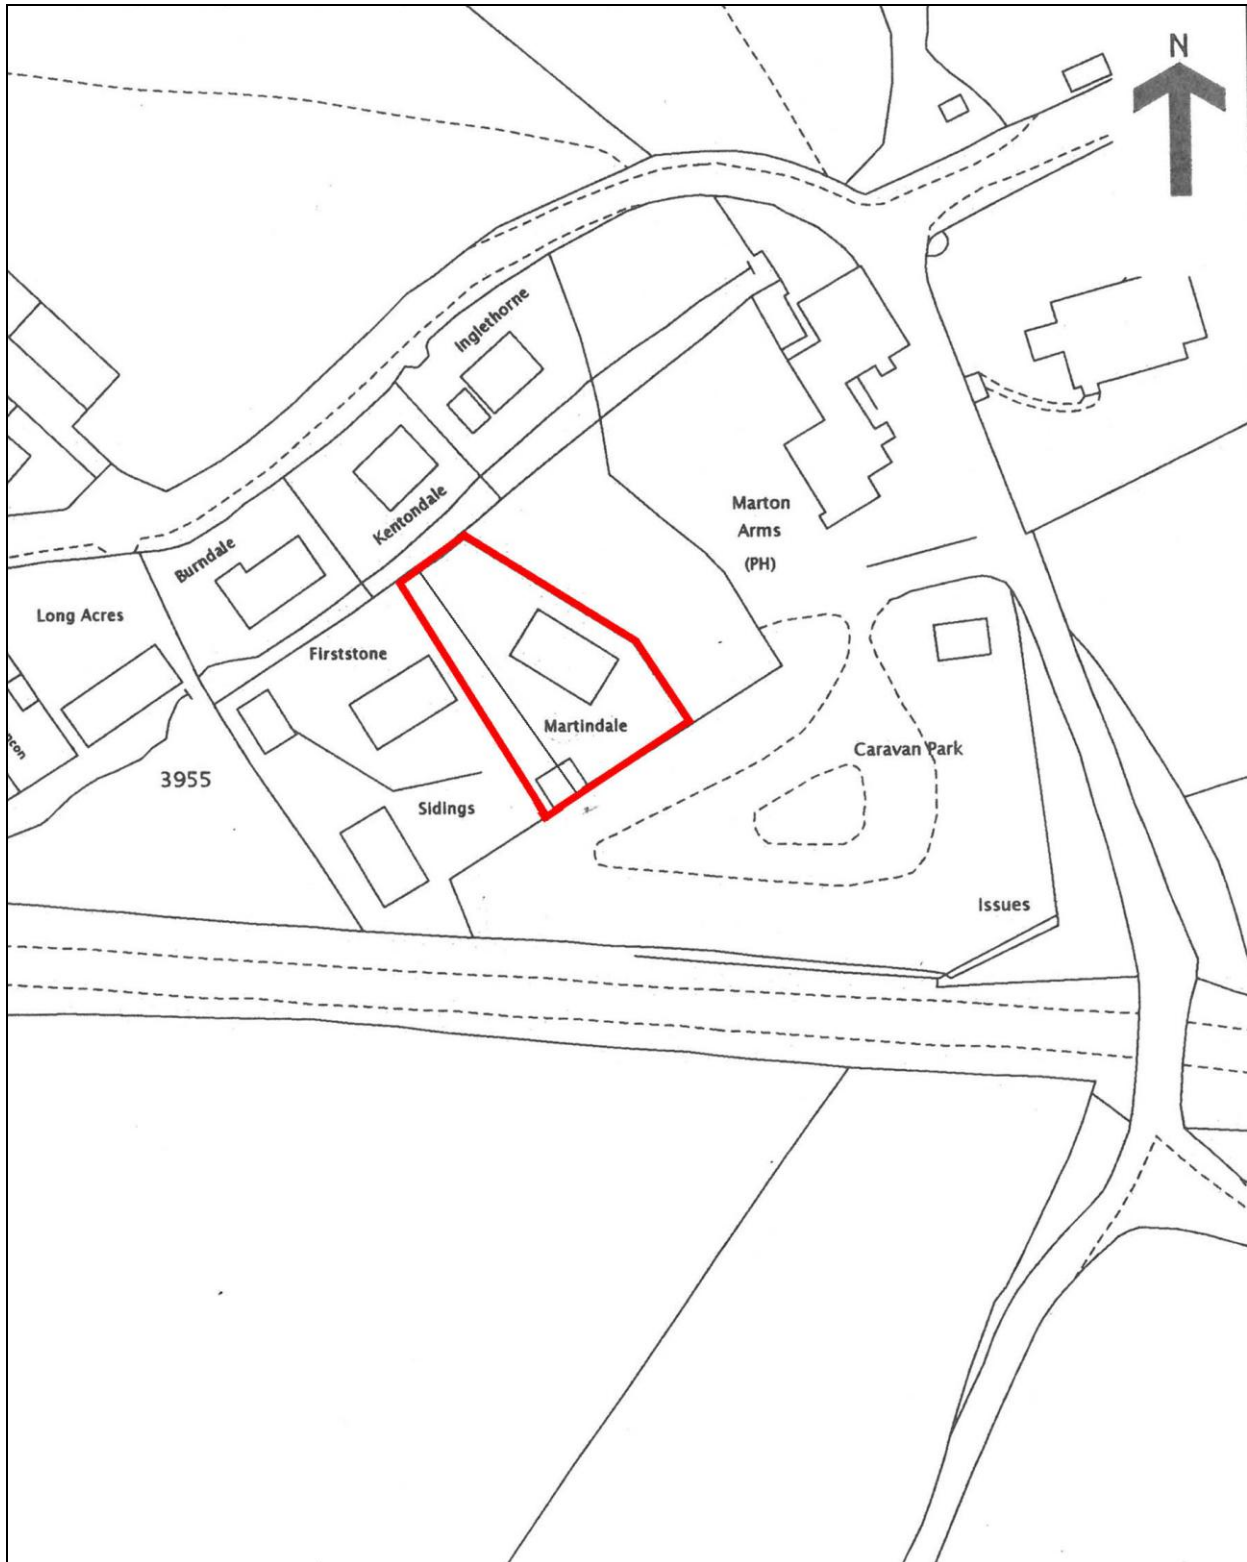 N
Inglethorne
Kentondale
Marton
Arms
(PH)
Burndale
Long Acres
Firststone
Martindale
Caravan Park
3955
Sidings
Issues